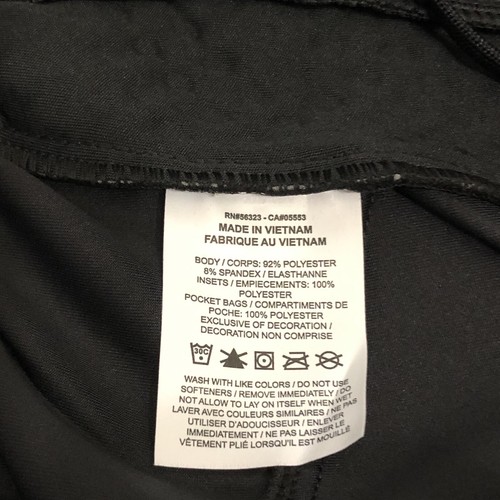 RN#56323 - CA#05553
MADE IN VIETNAM
FABRIQUE AU VIETNAM
BODY / CORPS: 92% POLYESTER
8% SPANDEX / ELASTHANNE
INSETS / EMPIECEMENTS: 100%
POLYESTER
POCKET BAGS / COMPARTIMENTS DE
POCHE: 100% POLYESTER
EXCLUSIVE OF DECORATION /
DECORATION NON COMPRISE
30C
WASH WITH LIKE COLORS / DO NOT USE
SOFTENERS / REMOVE IMMEDIATELY / DO
NOT ALLOW TO LAY ON ITSELF WHEN WET
LAVER AVEC COULEURS SIMILAIRES / NE PAS
UTILISER D'ADOUCISEUR / ENLEVER
IMMEDIATEMENT / NE PAS LAISSER LE
VÊTEMENT PLIÉ LORSQU'IL EST MOUILLÉ